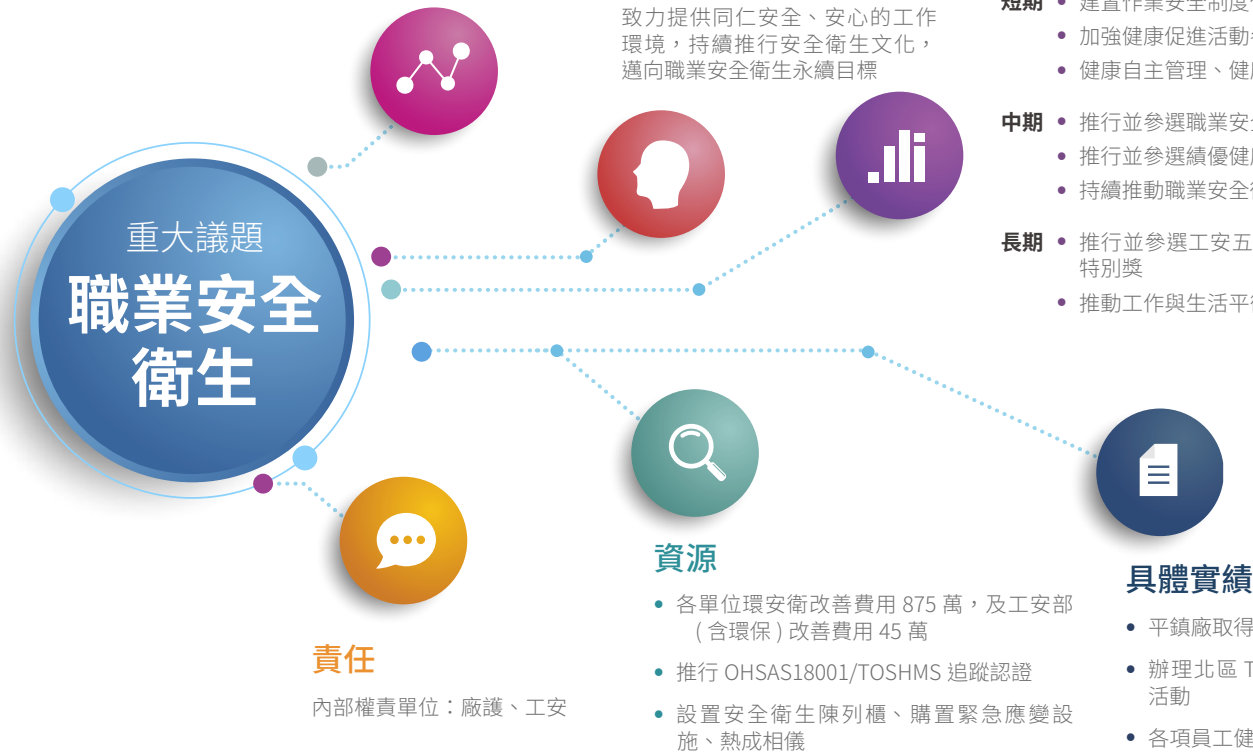 致力提供同仁安全、安心的工作
環境，持續推行安全衛生文化，
邁向職業安全衛生永續目標
短期 • 建置作業安全制度
• 加強健康促進活動
• 健康自主管理、健
中期 • 推行並參選職業安
• 推行並參選績優健
• 持續推動職業安全
長期 • 推行並參選工安五
特別獎
• 推動工作與生活平
重大議題
職業安全
衛生
責任
內部權責單位：廠護、工安
資源
• 各單位環安衛改善費用 875 萬，及工安部
( 含環保 ) 改善費用 45 萬
• 推行 OHSAS18001/TOSHMS 追蹤認證
• 設置安全衛生陳列櫃、購置緊急應變設
施、熱成相儀
具體實績
• 平鎮廠取得
• 辦理北區 T
活動
• 各項員工健